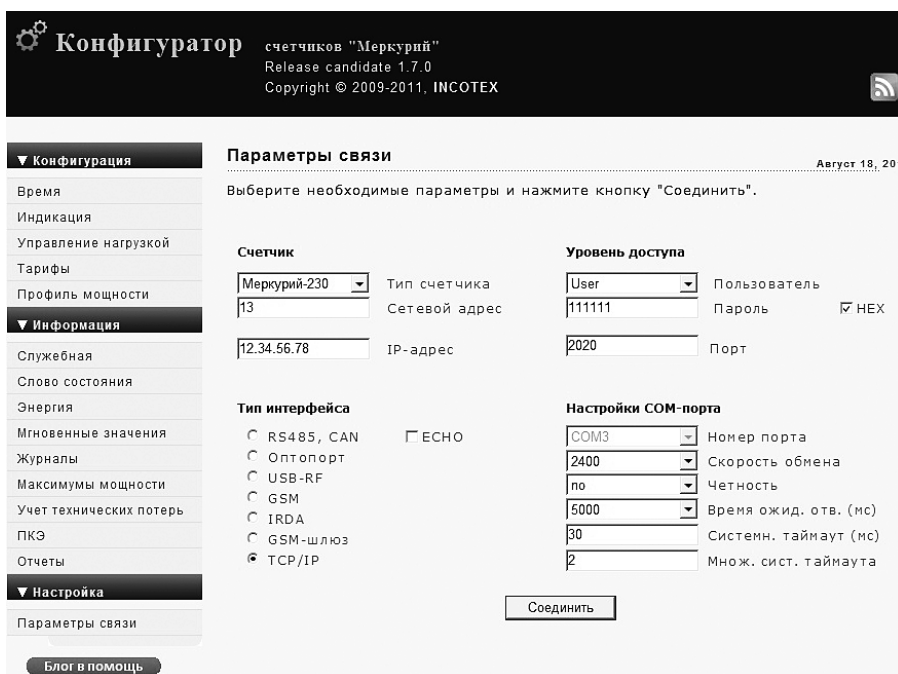 Конфигуратор
счетчиков "Меркурий"
Release candidate 1.7.0
Copyright © 2009-2011, INCOTEX
▼ Конфигурация
Время
Индикация
Управление нагрузкой
Тарифы
Профиль мощности
▼ Информация
Служебная
Слово состояния
Энергия
Мгновенные значения
Журналы
Максимумы мощности
Учет технических потерь
ПКЭ
Отчеты
▼ Настройка
Параметры связи
Блог в помощь
Параметры связи
Август 18, 20
Выберите необходимые параметры и нажмите кнопку "Соединить".
Счетчик
Меркурий-230 Тип счетчика
13 Сетевой адрес
12.34.56.78 IP-адрес
Уровень доступа
User Пользователь
111111 Пароль HEX
2020 Порт
Тип интерфейса
RS485, CAN ECHO
Оптопорт
USB-RF
GSM
IRDA
GSM-шлюз
TCP/IP
Настройки COM-порта
COM3 Номер порта
2400 Скорость обмена
no Четность
5000 Время ожид. отв. (мс)
30 Системн. таймаут (мс)
2 Множ. сист. таймаута
Соединить